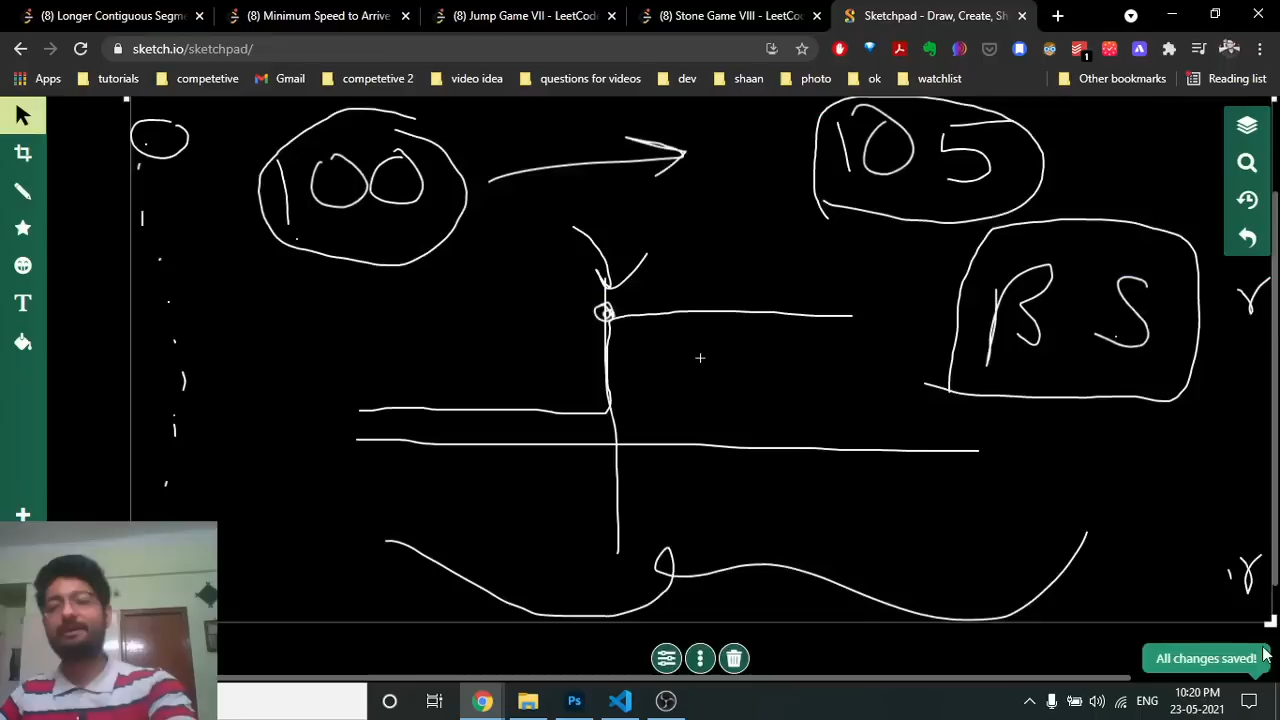 (8) Longer Contiguous Segm
(8) Minimum Speed to Arrive
(8) Jump Game VII - LeetCod
(8) Stone Game VIII - LeetCo
Sketchpad - Draw, Create, Sh
sketch.io/sketchpad/
Apps
tutorials
competetive
Gmail
competetive 2
video idea
questions for videos
dev
shaan
photo
ok
watchlist
Other bookmarks
Reading list
1
100
105
B S
r
r
T
All changes saved!
ENG
10:20 PM
23-05-2021